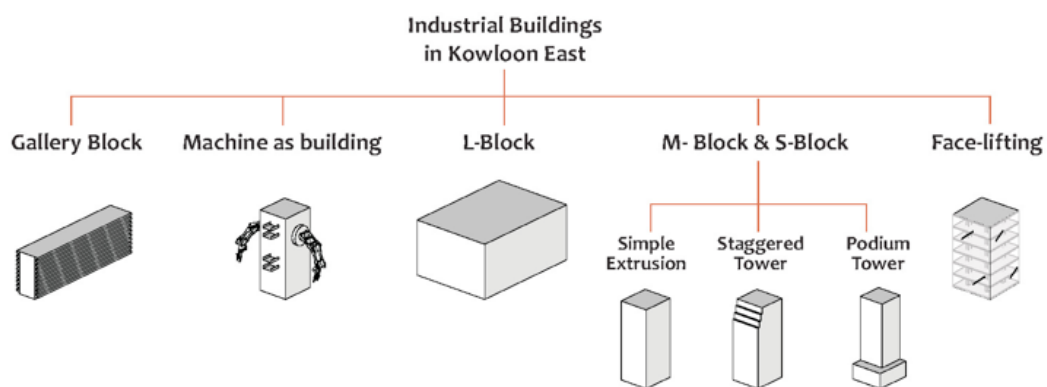 Industrial Buildings
in Kowloon East
Gallery Block
Machine as building
L-Block
M- Block & S-Block
Face-lifting
Simple
Extrusion
Staggered
Tower
Podium
Tower